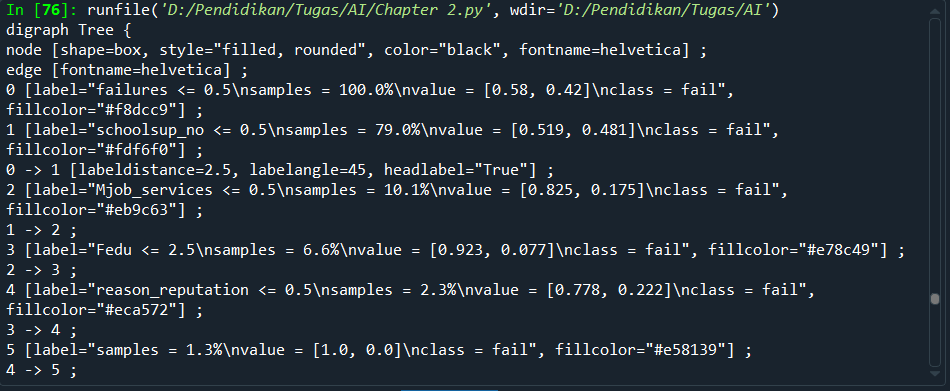 In [76]: runfile('D:/Pendidikan/Tugas/AI/Chapter 2.py', wdir='D:/Pendidikan/Tugas/AI')
digraph Tree {
node [shape=box, style="filled, rounded", color="black", fontname=helvetica] ;
edge [fontname=helvetica] ;
0 [label="failures <= 0.5\nsamples = 100.0%\nvalue = [0.58, 0.42]\nclass = fail",
fillcolor="#f8dcc9"] ;
1 [label="schoolsup_no <= 0.5\nsamples = 79.0%\nvalue = [0.519, 0.481]\nclass = fail",
fillcolor="#fdf6f0"] ;
0 -> 1 [labeldistance=2.5, labelangle=45, headlabel="True"] ;
2 [label="Mjob_services <= 0.5\nsamples = 10.1%\nvalue = [0.825, 0.175]\nclass = fail",
fillcolor="#eb9c63"] ;
1 -> 2 ;
3 [label="Fedu <= 2.5\nsamples = 6.6%\nvalue = [0.923, 0.077]\nclass = fail", fillcolor="#e78c49"] ;
2 -> 3 ;
4 [label="reason_reputation <= 0.5\nsamples = 2.3%\nvalue = [0.778, 0.222]\nclass = fail",
fillcolor="#eca572"] ;
3 -> 4 ;
5 [label="samples = 1.3%\nvalue = [1.0, 0.0]\nclass = fail", fillcolor="#e58139"] ;
4 -> 5 ;